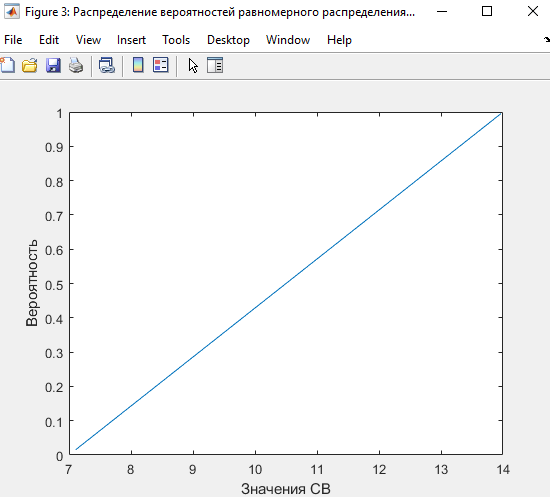 Figure 3: Распределение вероятностей равномерного распределения...
File Edit View Insert Tools Desktop Window Help
1
0.9
0.8
0.7
0.6
0.5
0.4
0.3
0.2
0.1
0
Вероятность
7 8 9 10 11 12 13 14
Значения СВ